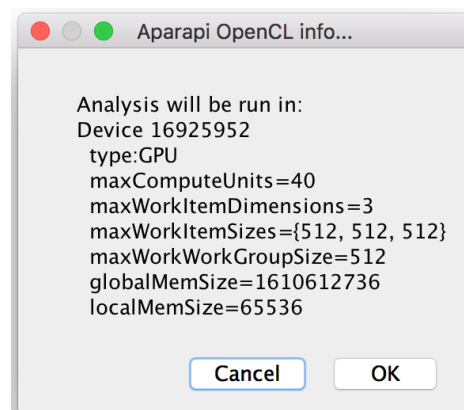 Aparapi OpenCL info...
Analysis will be run in:
Device 16925952
type:GPU
maxComputeUnits=40
maxWorkItemDimensions=3
maxWorkItemSizes={512, 512, 512}
maxWorkWorkGroupSize=512
globalMemSize=1610612736
localMemSize=65536
Cancel OK